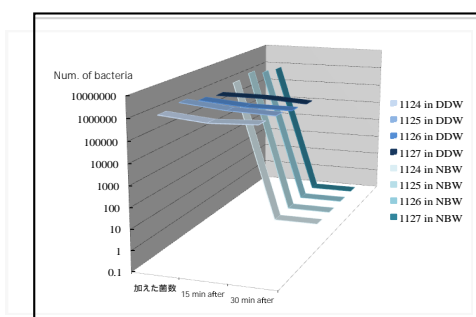 Num. of bacteria
10000000
1000000
100000
10000
1000
100
10
1
0.1
加えた菌数
15 min after
30 min after
1124 in DDW
1125 in DDW
1126 in DDW
1127 in DDW
1124 in NBW
1125 in NBW
1126 in NBW
1127 in NBW